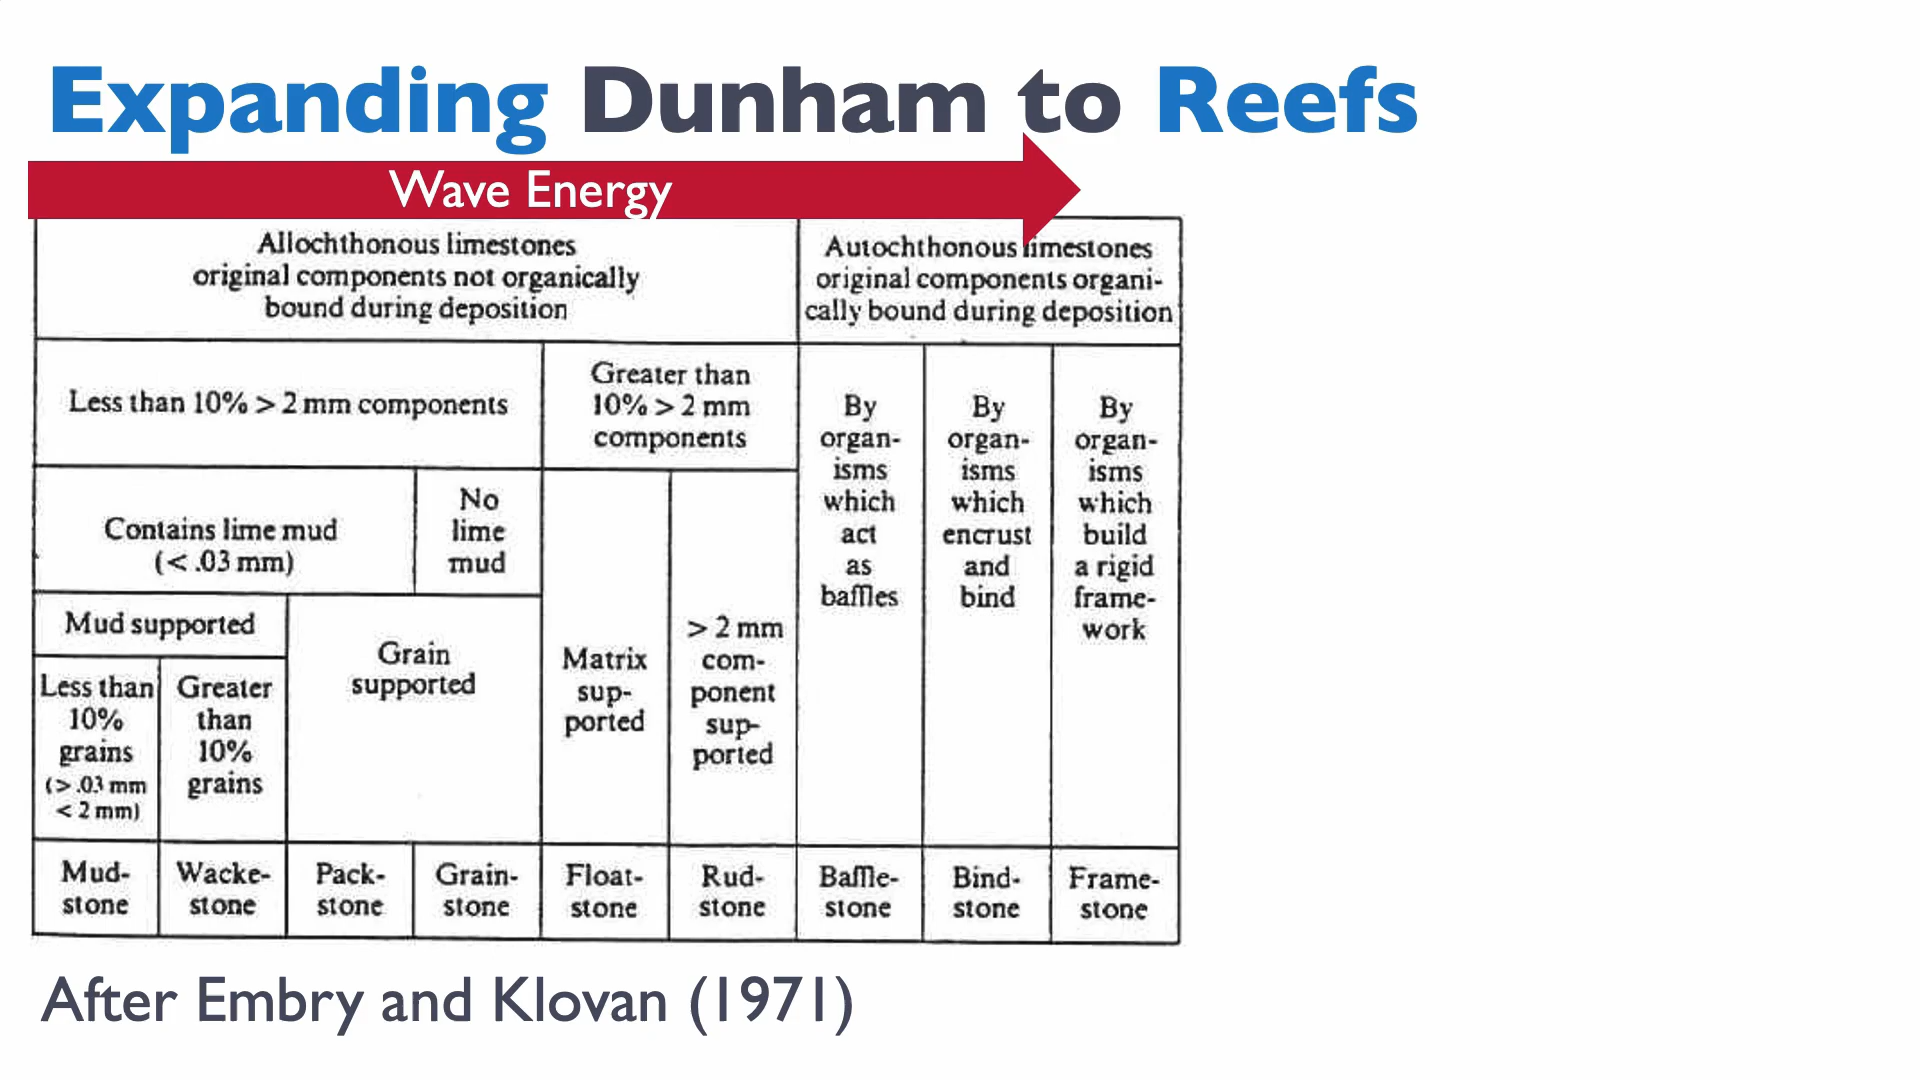 Expanding Dunham to Reefs
Wave Energy
Allochthonous limestones
original components not organically
bound during deposition
Autochthonous limestones
original components organi-
cally bound during deposition
Less than 10% > 2 mm components
Greater than
10% > 2 mm
components
By
organ-
isms
which
act
as
baffles
By
organ-
isms
which
encrust
and
bind
By
organ-
isms
which
build
a rigid
frame-
work
Contains lime mud
(< .03 mm)
No
lime
mud
Mud supported
Grain
supported
Matrix
sup-
ported
> 2 mm
com-
ponent
sup-
ported
Less than
10%
grains
(> .03 mm
< 2 mm)
Greater
than
10%
grains
Mud-
stone
Wacke-
stone
Pack-
stone
Grain-
stone
Float-
stone
Rud-
stone
Baffle-
stone
Bind-
stone
Frame-
stone
After Embry and Klovan (1971)